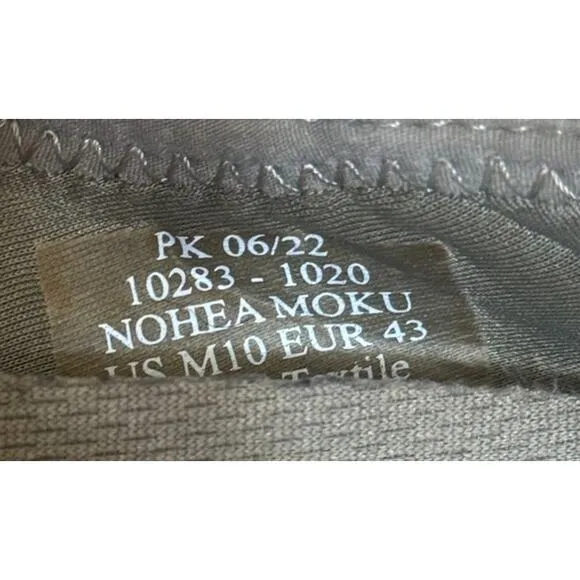 PK 06/22
10283 - 1020
NOHEA MOKU
US M10 EUR 43
Textile